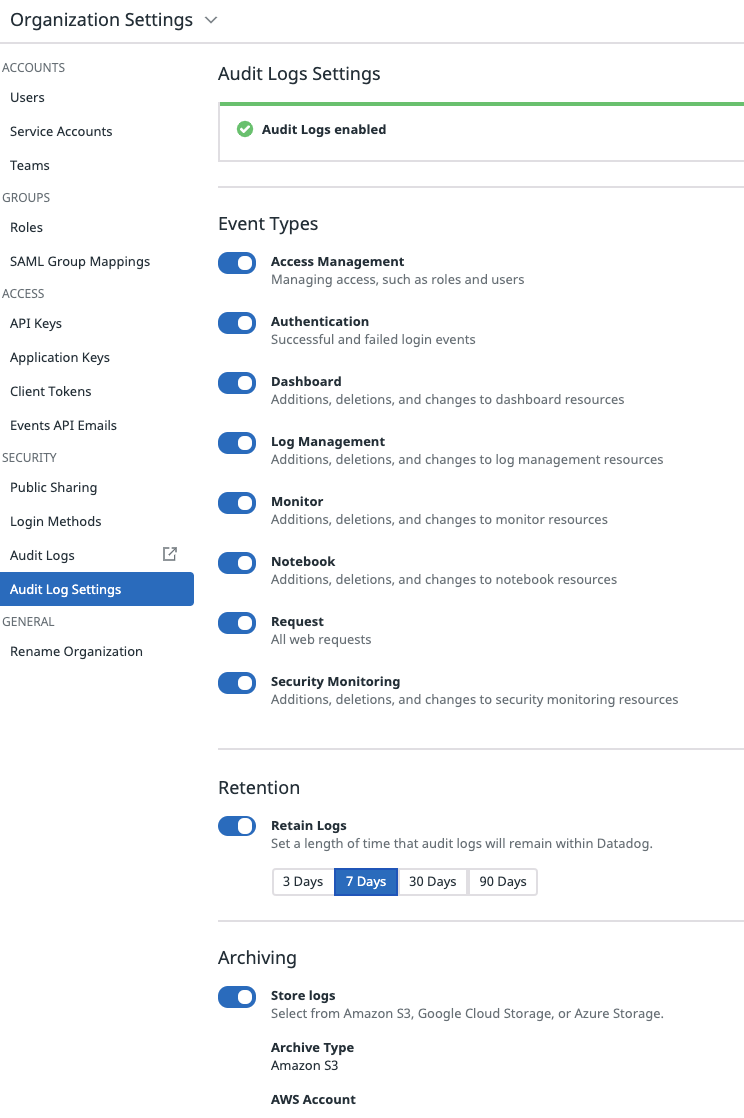 Organization Settings
ACCOUNTS
Users
Service Accounts
Teams
GROUPS
Roles
SAML Group Mappings
ACCESS
API Keys
Application Keys
Client Tokens
Events API Emails
SECURITY
Public Sharing
Login Methods
Audit Logs
Audit Log Settings
GENERAL
Rename Organization
Audit Logs Settings
Audit Logs enabled
Event Types
Access Management
Managing access, such as roles and users
Authentication
Successful and failed login events
Dashboard
Additions, deletions, and changes to dashboard resources
Log Management
Additions, deletions, and changes to log management resources
Monitor
Additions, deletions, and changes to monitor resources
Notebook
Additions, deletions, and changes to notebook resources
Request
All web requests
Security Monitoring
Additions, deletions, and changes to security monitoring resources
Retention
Retain Logs
Set a length of time that audit logs will remain within Datadog.
3 Days 7 Days 30 Days 90 Days
Archiving
Store logs
Select from Amazon S3, Google Cloud Storage, or Azure Storage.
Archive Type
Amazon S3
AWS Account